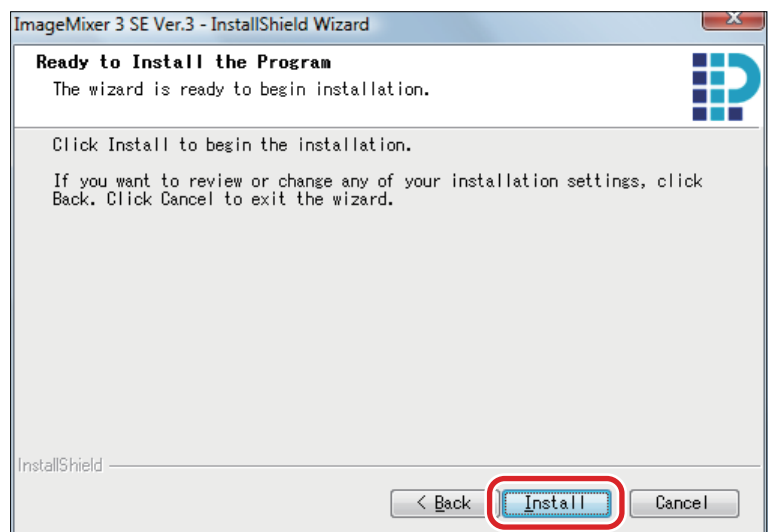 ImageMixer 3 SE Ver.3 - InstallShield Wizard
Ready to Install the Program
The wizard is ready to begin installation.
Click Install to begin the installation.
If you want to review or change any of your installation settings, click
Back. Click Cancel to exit the wizard.
InstallShield
< Back Install Cancel